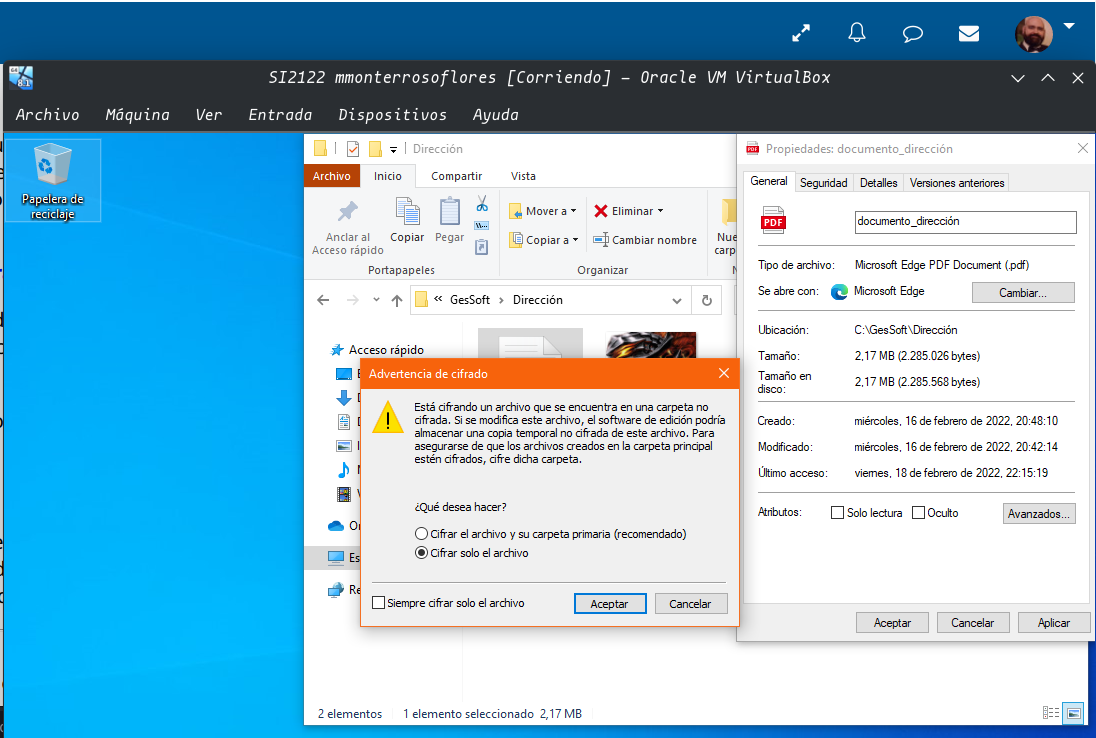 SI2122 mmonterrosoflores [Corriendo] – Oracle VM VirtualBox
Archivo Máquina Ver Entrada Dispositivos Ayuda
Papelera de
reciclaje
Dirección
Archivo Inicio Compartir Vista
Anclar al
Acceso rápido
Copiar
Pegar
Mover a
Copiar a
Eliminar
Cambiar nombre
Portapapeles
Organizar
« GesSoft › Dirección
Acceso rápido
Advertencia de cifrado
Está cifrando un archivo que se encuentra en una carpeta no
cifrada. Si se modifica este archivo, el software de edición podría
almacenar una copia temporal no cifrada de este archivo. Para
asegurarse de que los archivos creados en la carpeta principal
estén cifrados, cifre dicha carpeta.
¿Qué desea hacer?
Cifrar el archivo y su carpeta primaria (recomendado)
Cifrar solo el archivo
Siempre cifrar solo el archivo
Aceptar
Cancelar
2 elementos
1 elemento seleccionado 2,17 MB
PDF
Propiedades: documento_dirección
General Seguridad Detalles Versiones anteriores
PDF
documento_dirección
Tipo de archivo: Microsoft Edge PDF Document (.pdf)
Se abre con: Microsoft Edge
Cambiar...
Ubicación: C:\GesSoft\Dirección
Tamaño: 2,17 MB (2.285.026 bytes)
Tamaño en
disco:
2,17 MB (2.285.568 bytes)
Creado: miércoles, 16 de febrero de 2022, 20:48:10
Modificado: miércoles, 16 de febrero de 2022, 20:42:14
Último acceso: viernes, 18 de febrero de 2022, 22:15:19
Atributos: Solo lectura Oculto
Avanzados...
Aceptar Cancelar Aplicar